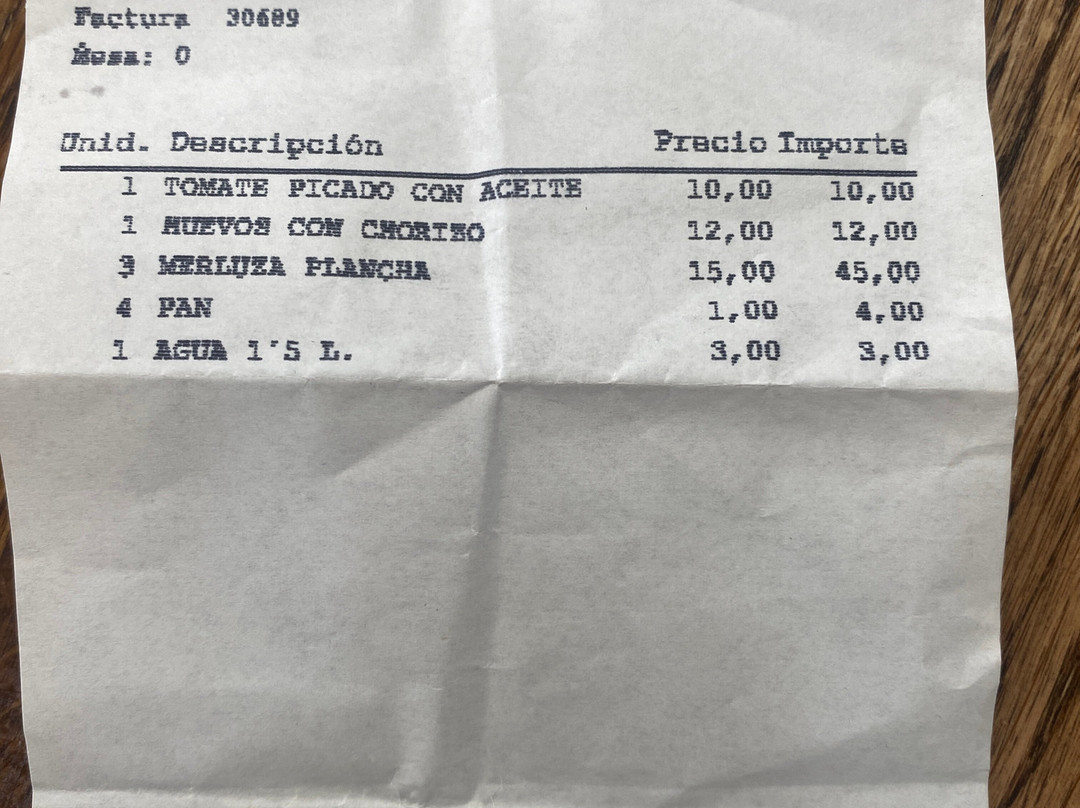 Factura 30689
Mesa: 0
Unid. Descripción Precio Importe
1 TOMATE PICADO CON ACEITE 10,00 10,00
1 HUEVOS CON CHORIZO 12,00 12,00
3 MERLUZA PLANCHA 15,00 45,00
4 PAN 1,00 4,00
1 AGUA 1'5 L. 3,00 3,00